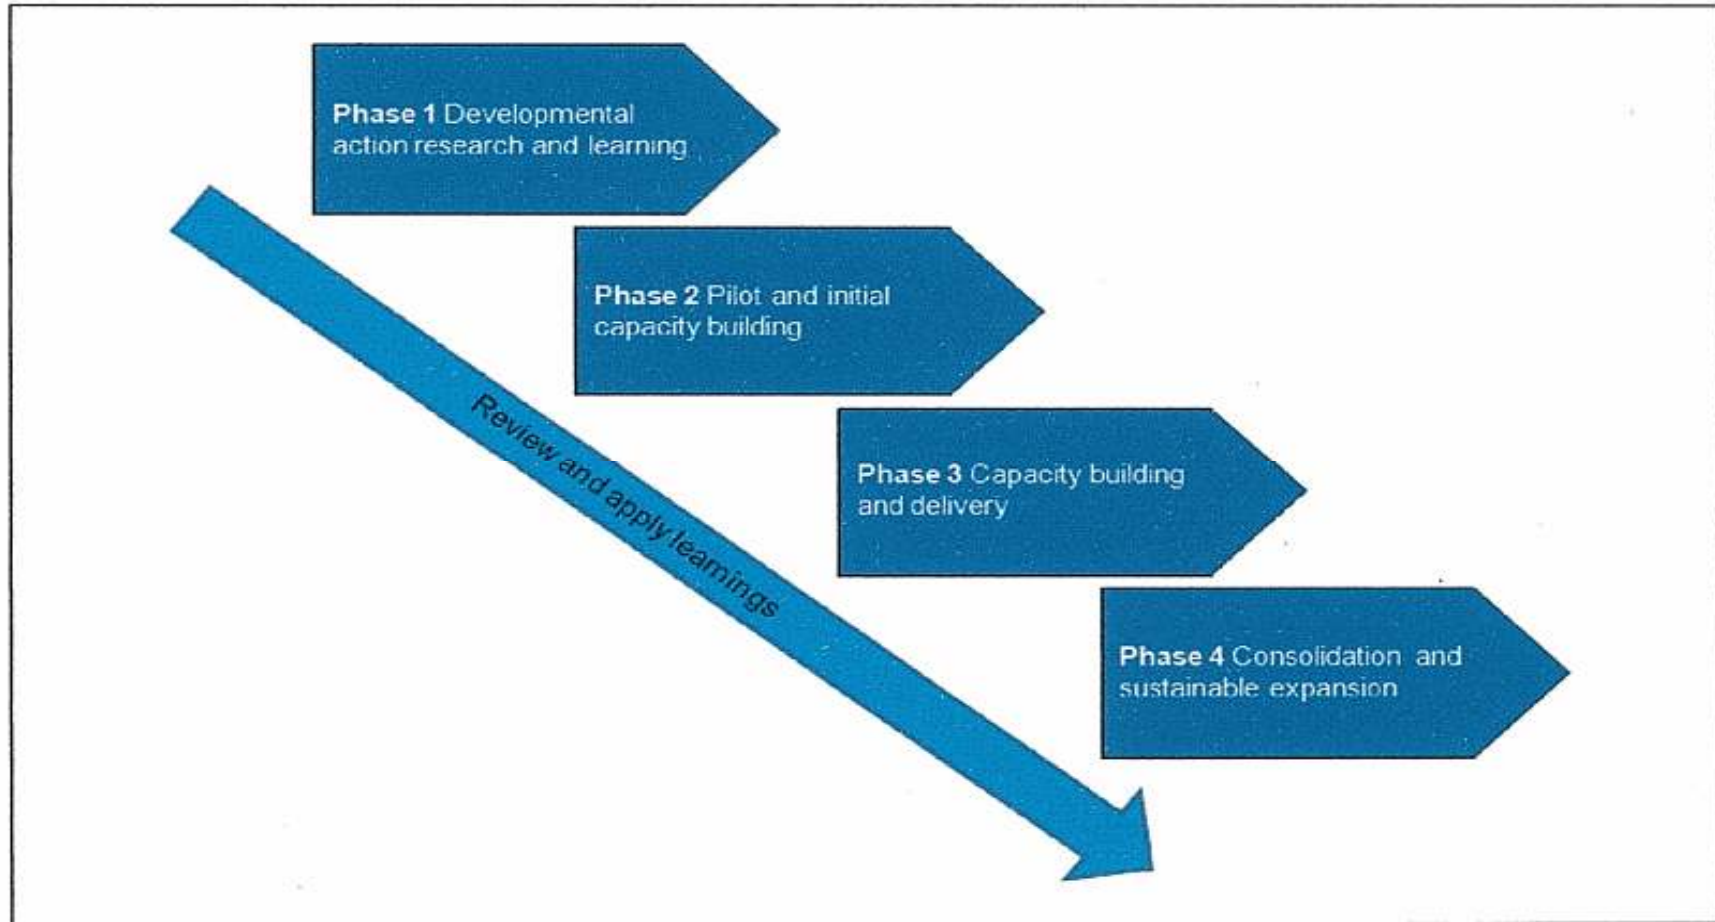 Phase 1 Developmental
action research and learning
Phase 2 Pilot and initial
capacity building
Review and apply learnings
Phase 3 Capacity building
and delivery
Phase 4 Consolidation and
sustainable expansion